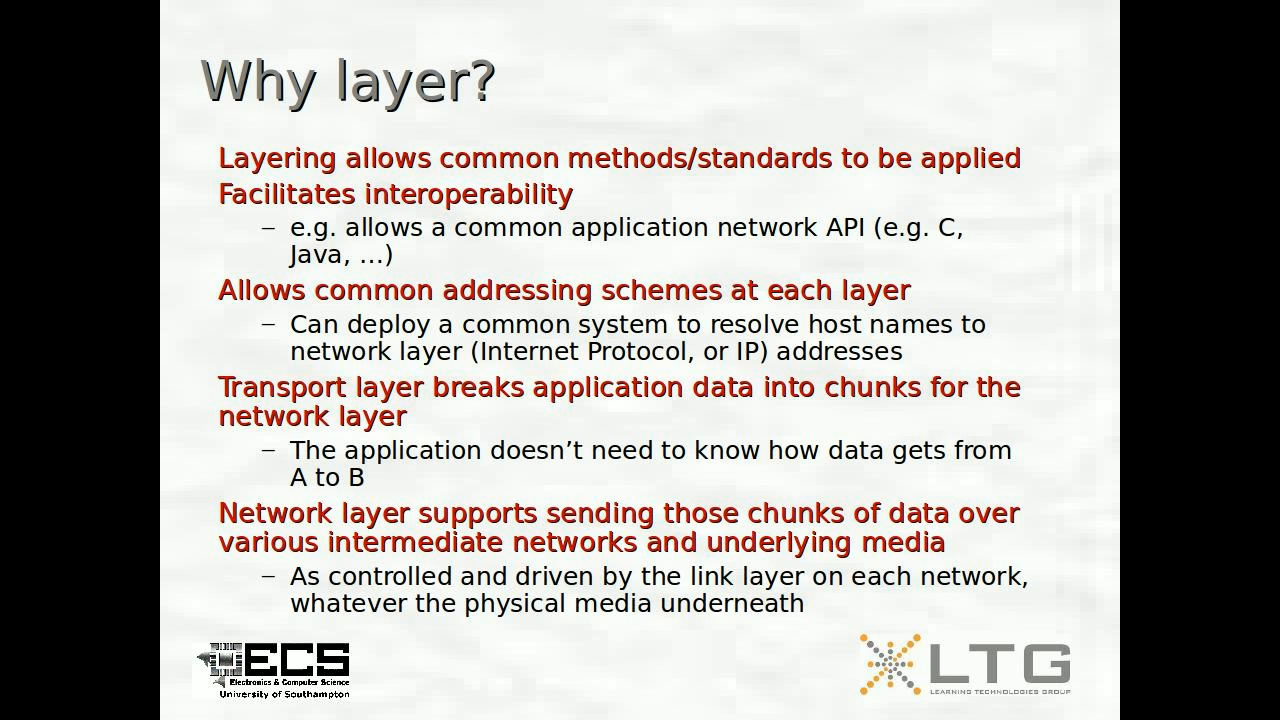 Why layer?
Layering allows common methods/standards to be applied
Facilitates interoperability
– e.g. allows a common application network API (e.g. C,
Java, …)
Allows common addressing schemes at each layer
– Can deploy a common system to resolve host names to
network layer (Internet Protocol, or IP) addresses
Transport layer breaks application data into chunks for the
network layer
– The application doesn’t need to know how data gets from
A to B
Network layer supports sending those chunks of data over
various intermediate networks and underlying media
– As controlled and driven by the link layer on each network,
whatever the physical media underneath
ECS
Electronics & Computer Science
University of Southampton
LTG
LEARNING TECHNOLOGIES GROUP